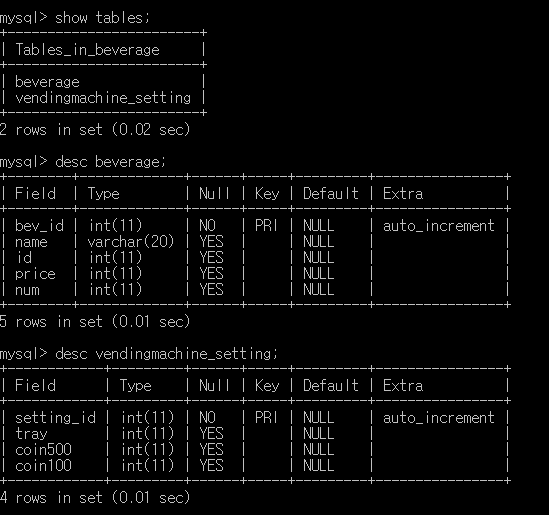 mysql> show tables;
+-----------------------+
| Tables_in_beverage    |
+-----------------------+
| beverage              |
| vendingmachine_setting |
+-----------------------+
2 rows in set (0.02 sec)
mysql> desc beverage;
+--------+-------------+------+-----+---------+----------------+
| Field  | Type        | Null | Key | Default | Extra          |
+--------+-------------+------+-----+---------+----------------+
| bev_id | int(11)     | NO   | PRI | NULL    | auto_increment |
| name   | varchar(20) | YES  |     | NULL    |                |
| id     | int(11)     | YES  |     | NULL    |                |
| price  | int(11)     | YES  |     | NULL    |                |
| num    | int(11)     | YES  |     | NULL    |                |
+--------+-------------+------+-----+---------+----------------+
5 rows in set (0.01 sec)
mysql> desc vendingmachine_setting;
+------------+---------+------+-----+---------+----------------+
| Field      | Type    | Null | Key | Default | Extra          |
+------------+---------+------+-----+---------+----------------+
| setting_id | int(11) | NO   | PRI | NULL    | auto_increment |
| tray       | int(11) | YES  |     | NULL    |                |
| coin500    | int(11) | YES  |     | NULL    |                |
| coin100    | int(11) | YES  |     | NULL    |                |
+------------+---------+------+-----+---------+----------------+
4 rows in set (0.01 sec)